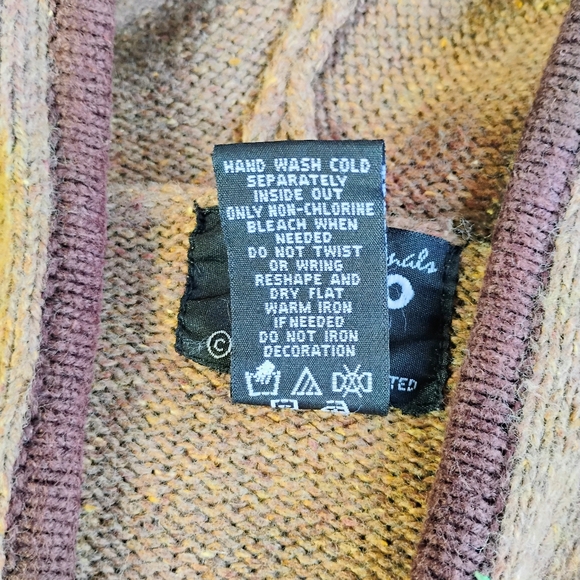 HAND WASH COLD
SEPARATELY
INSIDE OUT
ONLY NON-CHLORINE
BLEACH WHEN
NEEDED
DO NOT TWIST
OR WRING
RESHAPE AND
DRY FLAT
WARM IRON
IF NEEDED
DO NOT IRON
DECORATION
©